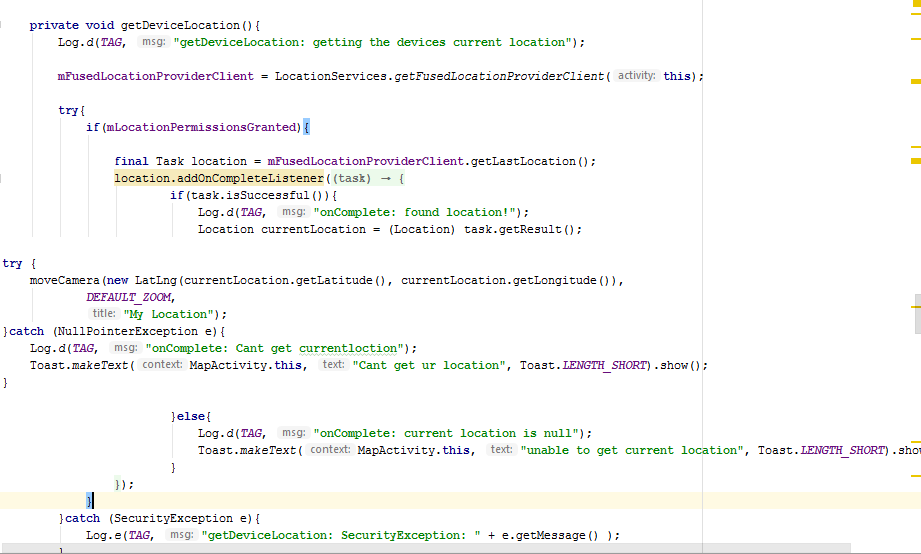 private void getDeviceLocation(){
Log.d(TAG, msg: "getDeviceLocation: getting the devices current location");
mFusedLocationProviderClient = LocationServices.getFusedLocationProviderClient( activity: this);
try{
if(mLocationPermissionsGranted){
final Task location = mFusedLocationProviderClient.getLastLocation();
location.addOnCompleteListener((task) → {
if(task.isSuccessful()){
Log.d(TAG, msg: "onComplete: found location!");
Location currentLocation = (Location) task.getResult();
try {
moveCamera(new LatLng(currentLocation.getLatitude(), currentLocation.getLongitude()),
DEFAULT_ZOOM,
title: "My Location");
}catch (NullPointerException e){
Log.d(TAG, msg: "onComplete: Cant get currentloction");
Toast.makeText( context: MapActivity.this, text: "Cant get ur location", Toast.LENGTH_SHORT).show();
}
}else{
Log.d(TAG, msg: "onComplete: current location is null");
Toast.makeText( context: MapActivity.this, text: "unable to get current location", Toast.LENGTH_SHORT).show
}
});
}
}catch (SecurityException e){
Log.e(TAG, msg: "getDeviceLocation: SecurityException: " + e.getMessage() );
}